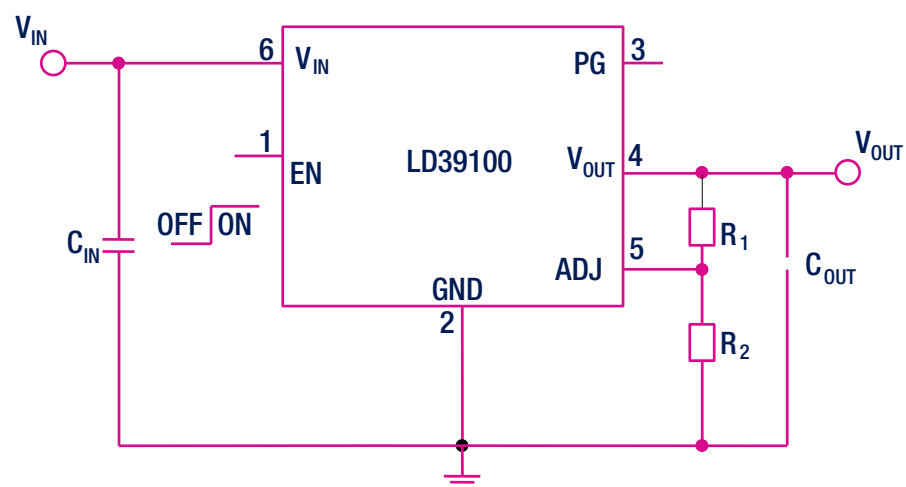 VIN
6
VIN
PG
3
1
EN
LD39100
VOUT
4
VOUT
OFF
ON
CIN
R1
5
ADJ
COUT
GND
2
R2